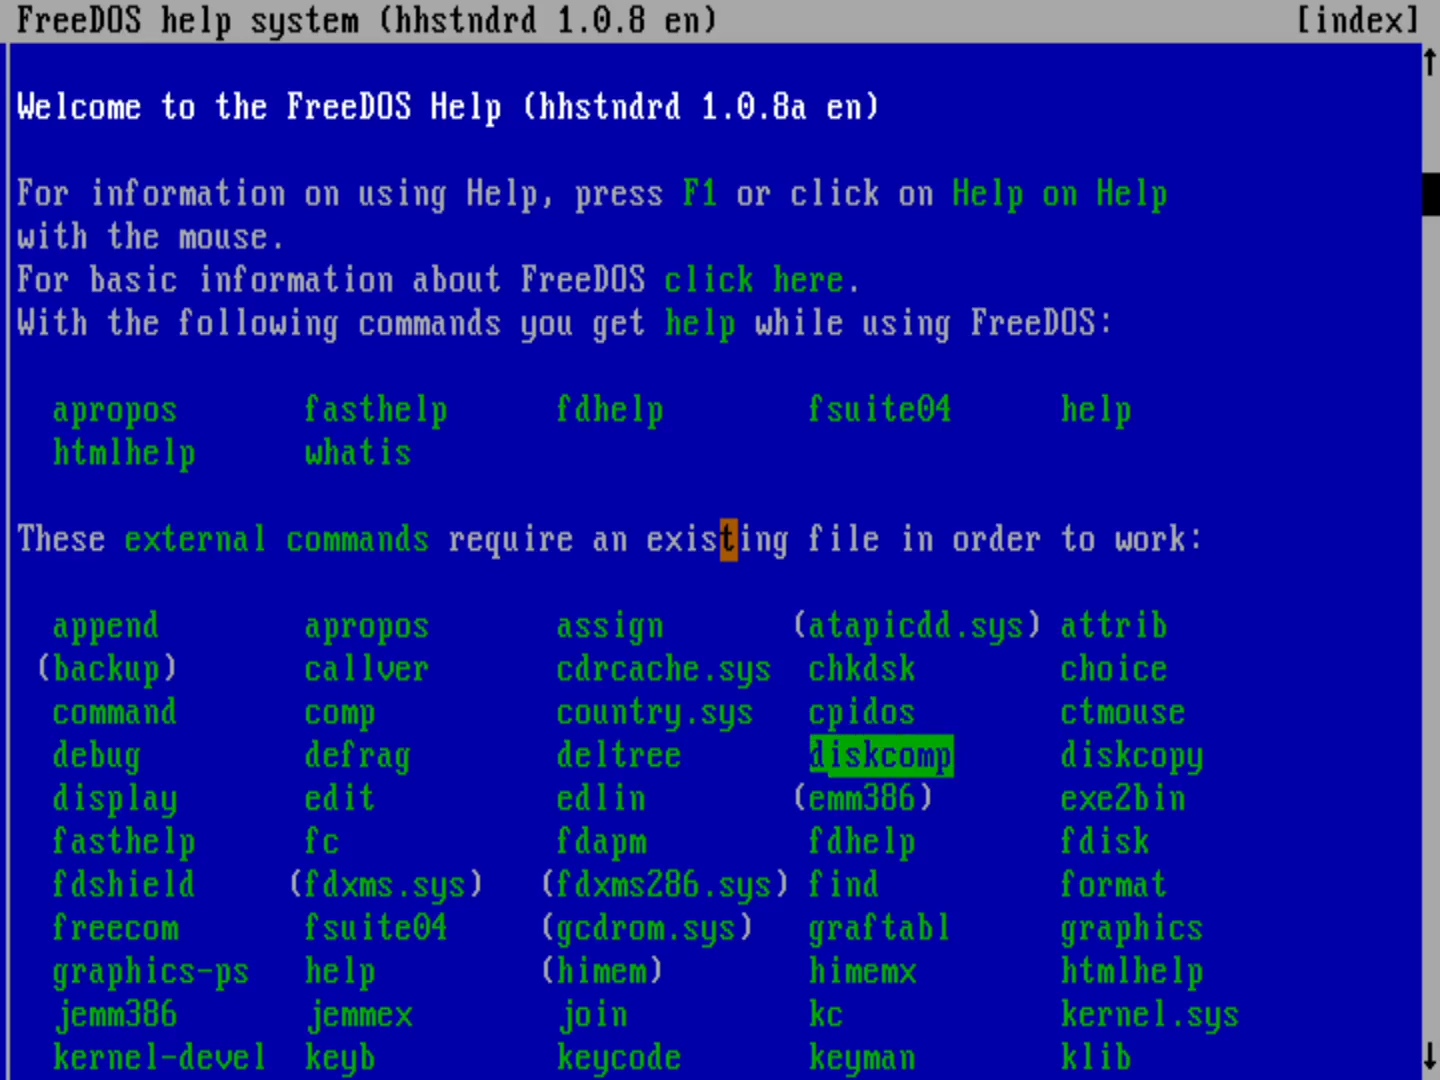 FreeDOS help system (hhstndrd 1.0.8 en) [index]
Welcome to the FreeDOS Help (hhstndrd 1.0.8a en)
For information on using Help, press F1 or click on Help on Help
with the mouse.
For basic information about FreeDOS click here.
With the following commands you get help while using FreeDOS:
apropos fasthelp fdhelp fsuite04 help
htmlhelp whatis
These external commands require an existing file in order to work:
append apropos assign (atapicdd.sys) attrib
(backup) callver cdrcache.sys chkdsk choice
command comp country.sys cpidos ctmouse
debug defrag deltree diskcomp diskcopy
display edit edlin (emm386) exe2bin
fasthelp fc fdapm fdhelp fdisk
fdshield (fdxms.sys) (fdxms286.sys) find format
freecom fsuite04 (gcdrom.sys) graftabl graphics
graphics-ps help (himem) himemx htmlhelp
jemm386 jemmex join kc kernel.sys
kernel-devel keyb keycode keyman klib